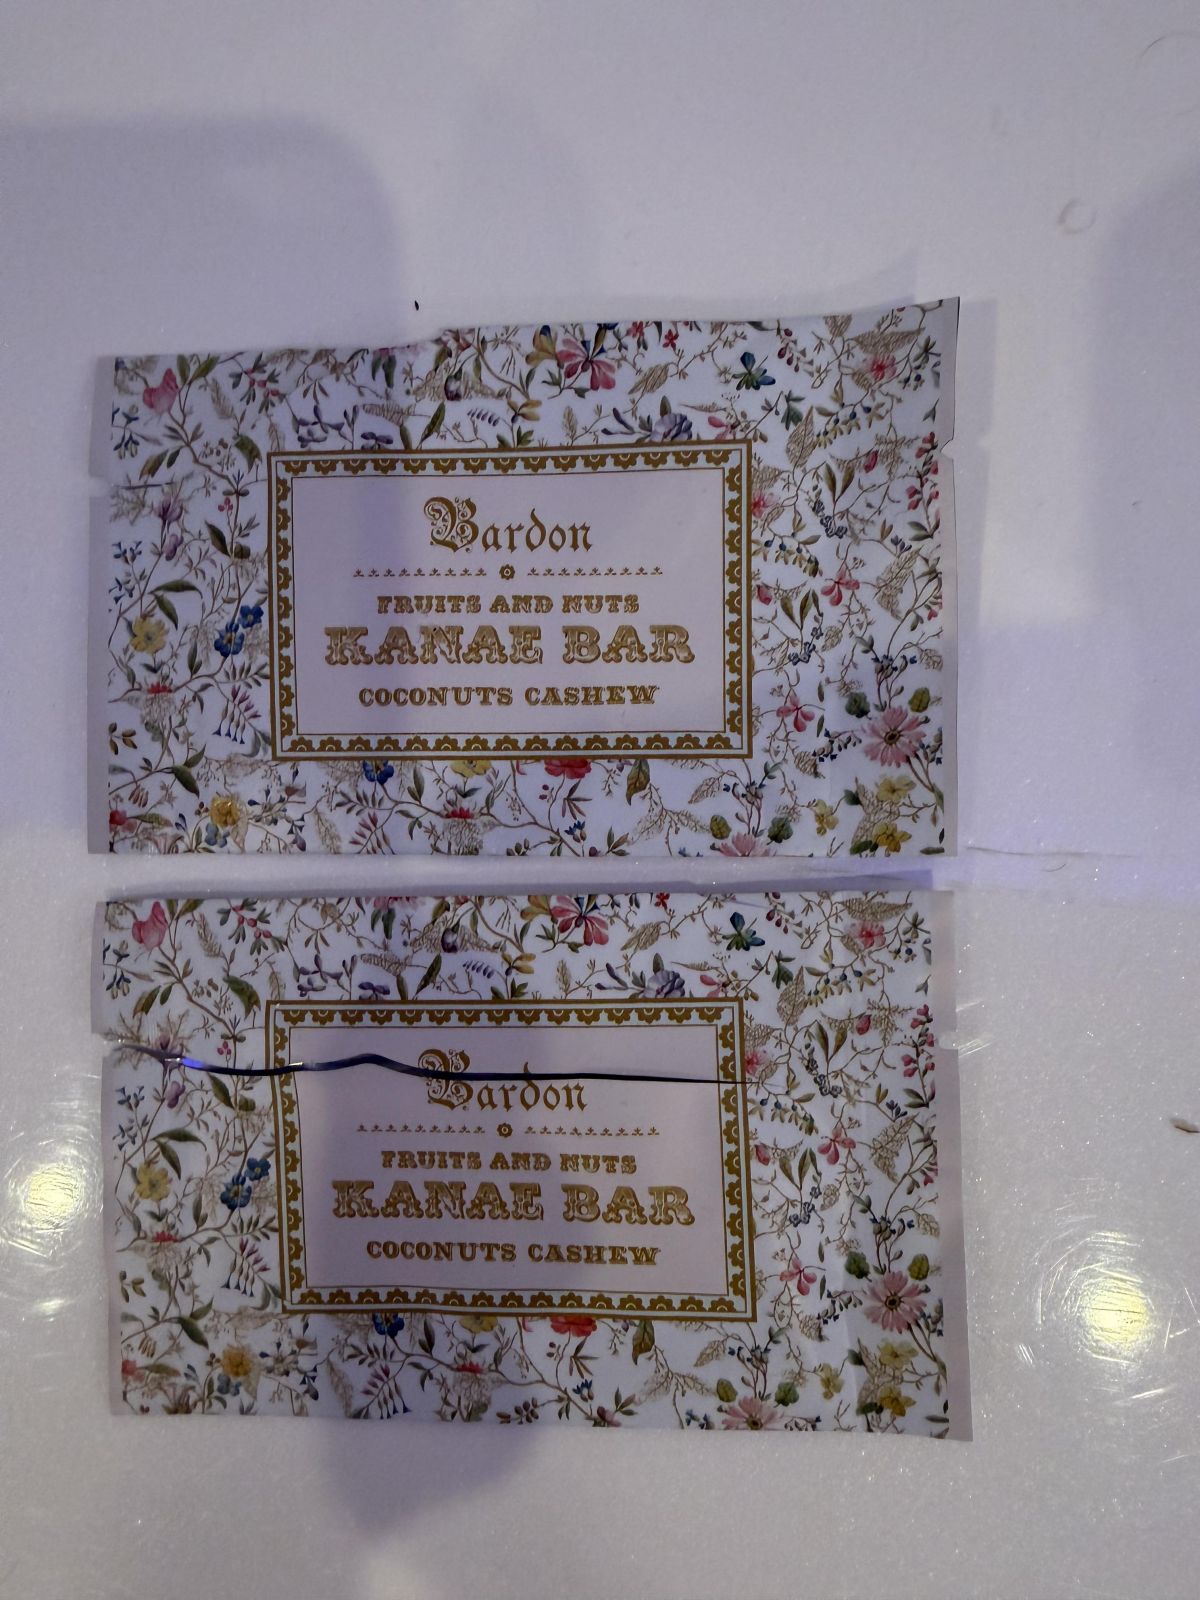 Bardon
FRUITS AND NUTS
KANAE BAR
COCONUTS CASHEW
Bardon
FRUITS AND NUTS
KANAE BAR
COCONUTS CASHEW